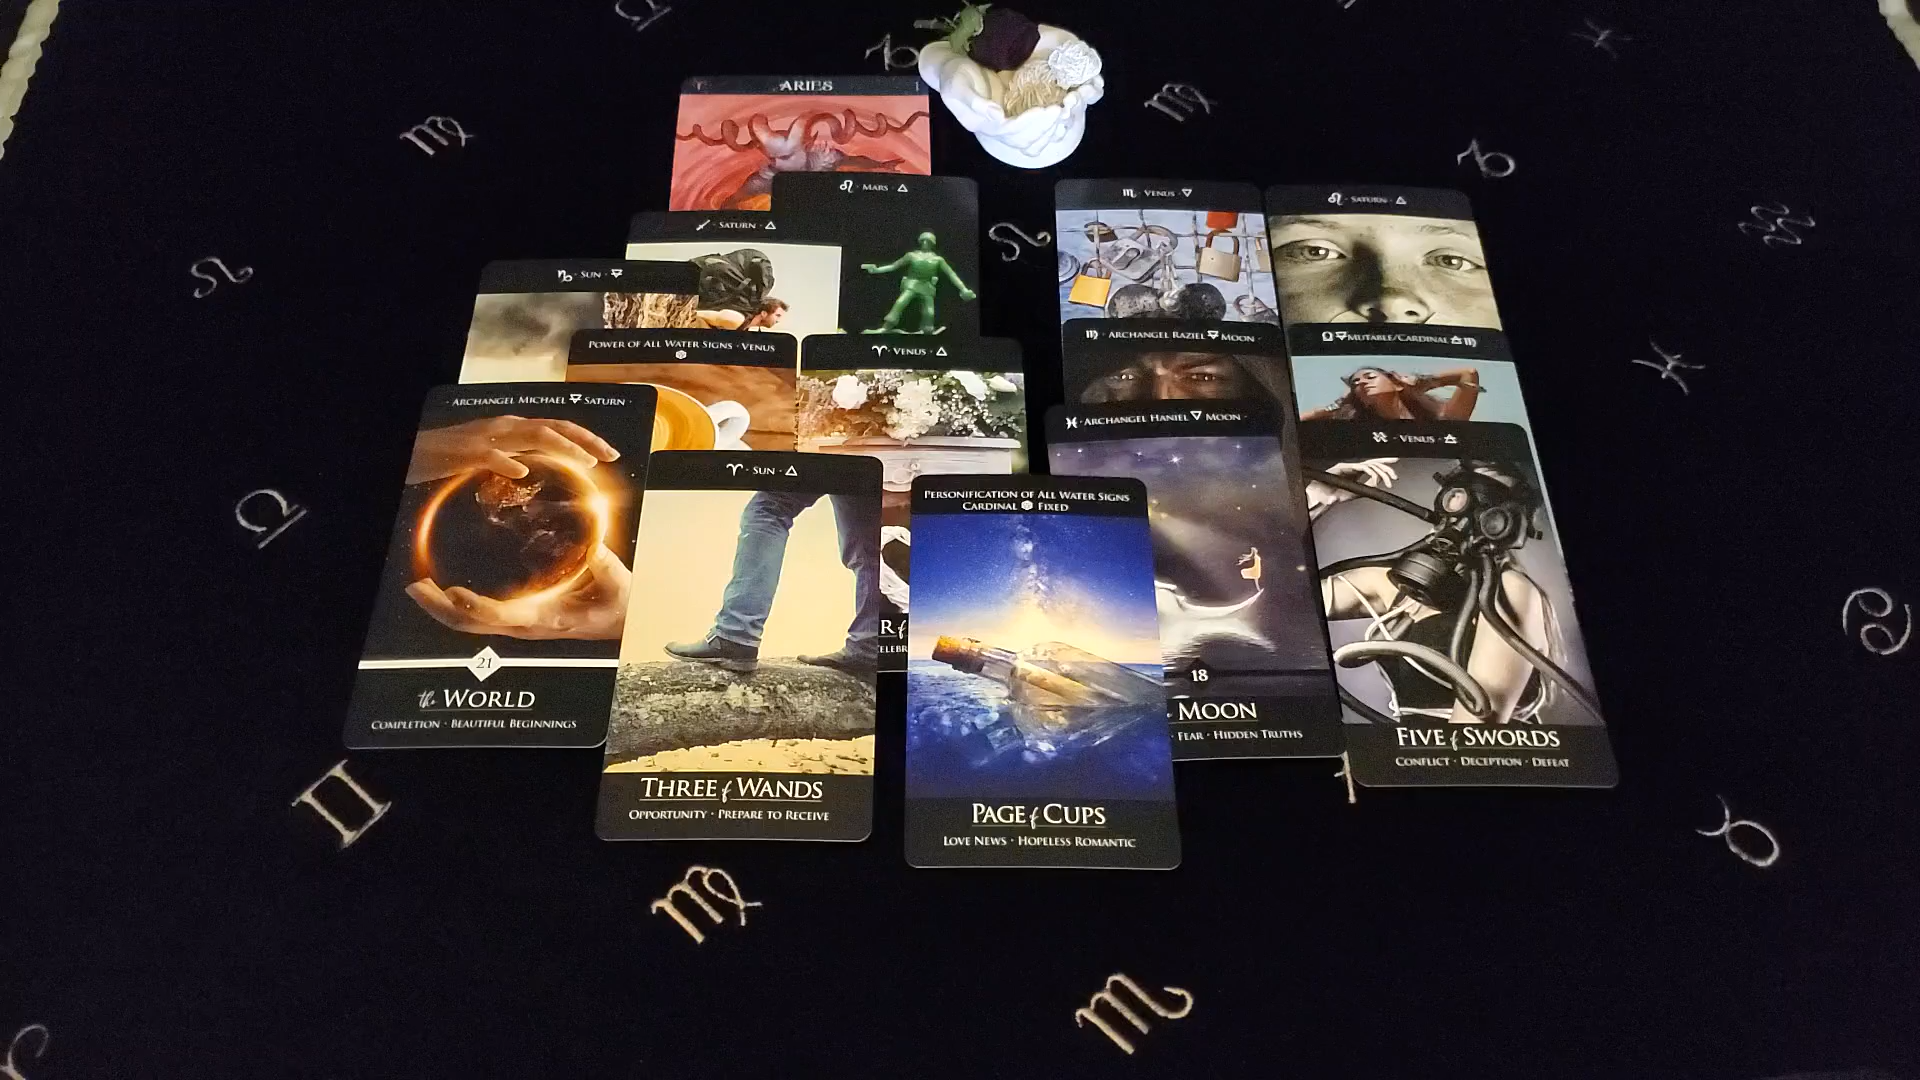 ARIES
MARS
VENUS
SATURN
SATURN
SUN
ARCHANGEL RAZIEL MOON
MUTABLE/CARDINAL
POWER OF ALL WATER SIGNS · VENUS
VENUS
ARCHANGEL MICHAEL SATURN
ARCHANGEL HANIEL MOON
VENUS
SUN
PERSONIFICATION OF ALL WATER SIGNS
CARDINAL FIXED
21
the WORLD
COMPLETION · BEAUTIFUL BEGINNINGS
18
MOON
FEAR · HIDDEN TRUTHS
FIVE of SWORDS
CONFLICT · DECEPTION · DEFEAT
THREE of WANDS
OPPORTUNITY · PREPARE TO RECEIVE
PAGE of CUPS
LOVE NEWS · HOPELESS ROMANTIC